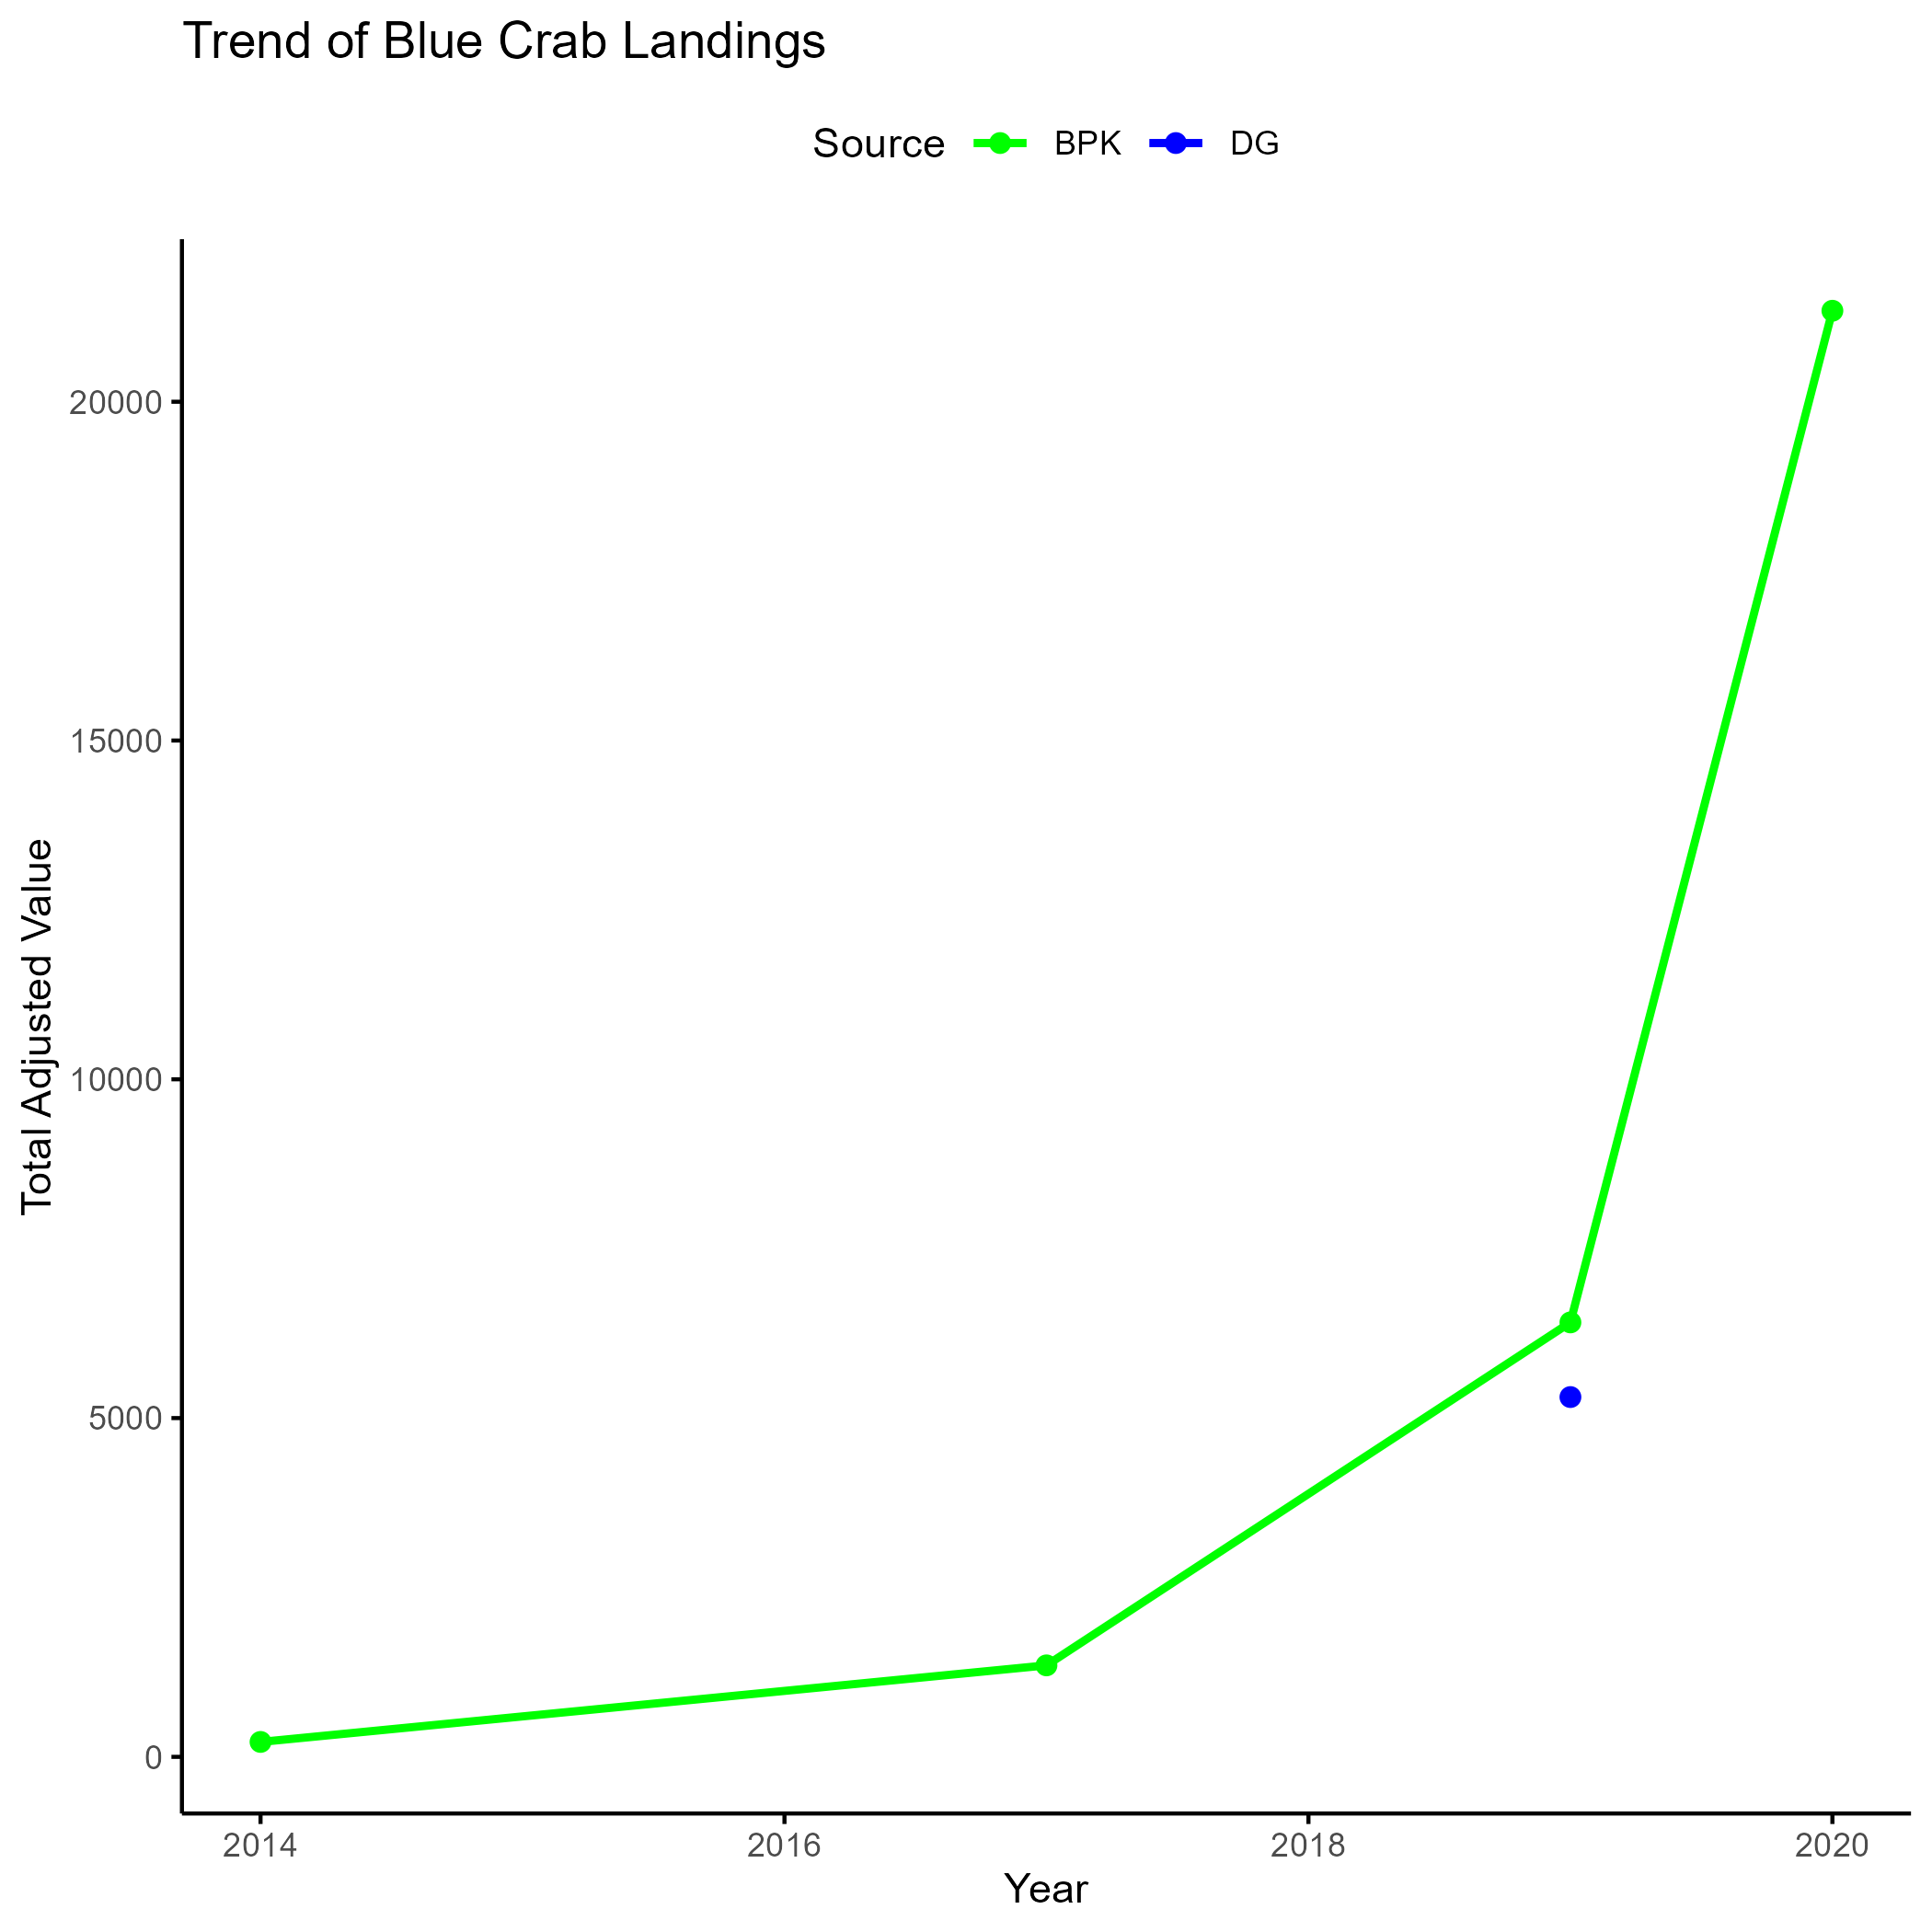 Trend of Blue Crab Landings
Source BPK DG
Total Adjusted Value
20000
15000
10000
5000
0
2014 2016 2018 2020
Year